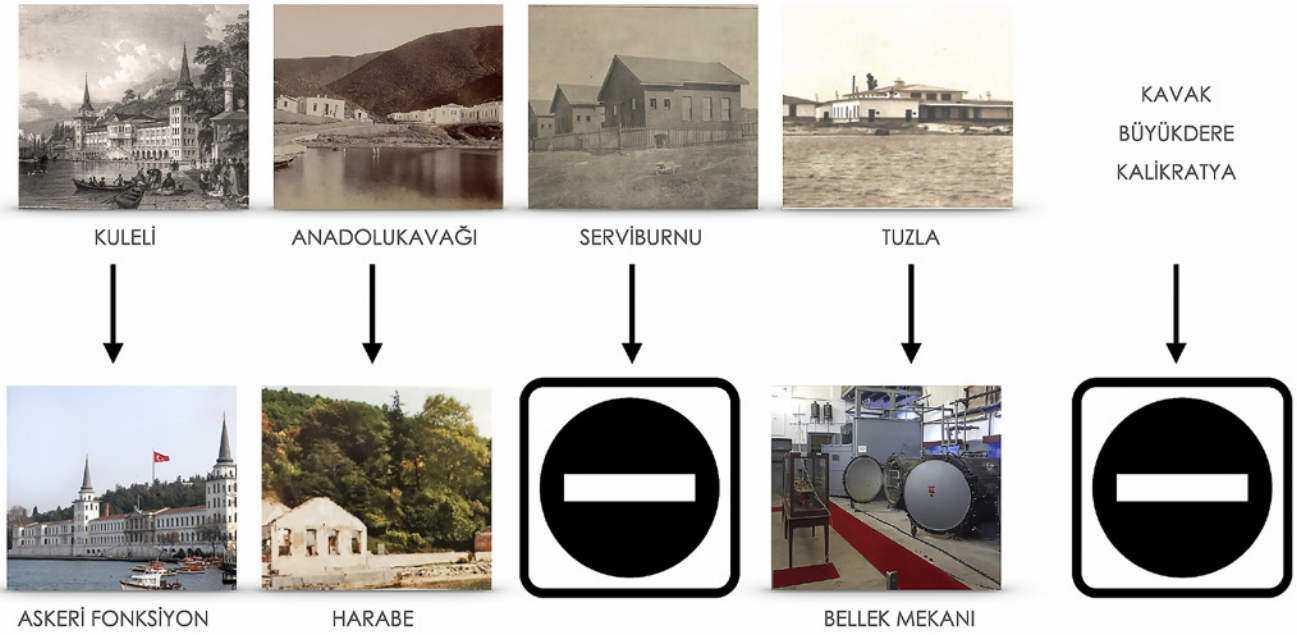 KAVAK
BÜYÜKDERE
KALİKRATYA
KULELİ
ANADOLUKAVAĞI
SERVİBURNU
TUZLA
ASKERİ FONKSİYON
HARABE
BELLEK MEKANI